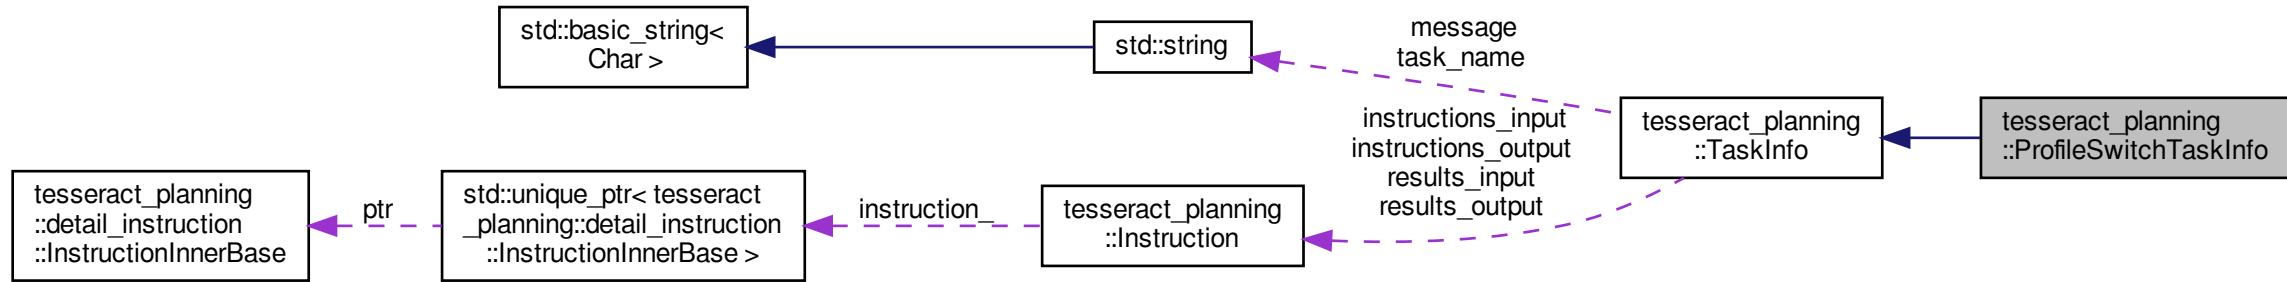 std::basic_string<
Char >
std::string
message
task_name
tesseract_planning
::TaskInfo
tesseract_planning
::ProfileSwitchTaskInfo
instructions_input
instructions_output
results_input
results_output
tesseract_planning
::detail_instruction
::InstructionInnerBase
ptr
std::unique_ptr< tesseract
_planning::detail_instruction
::InstructionInnerBase >
instruction_
tesseract_planning
::Instruction